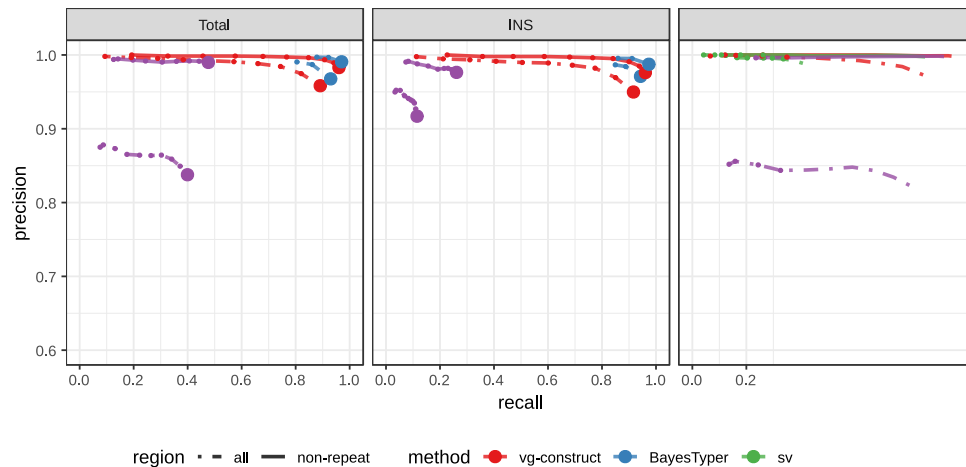 Total INS
1.0
0.9
0.8
0.7
0.6
precision
0.0 0.2 0.4 0.6 0.8 1.0 0.0 0.2 0.4 0.6 0.8 1.0 0.0 0.2
recall
region all non-repeat method vg-construct BayesTyper sv